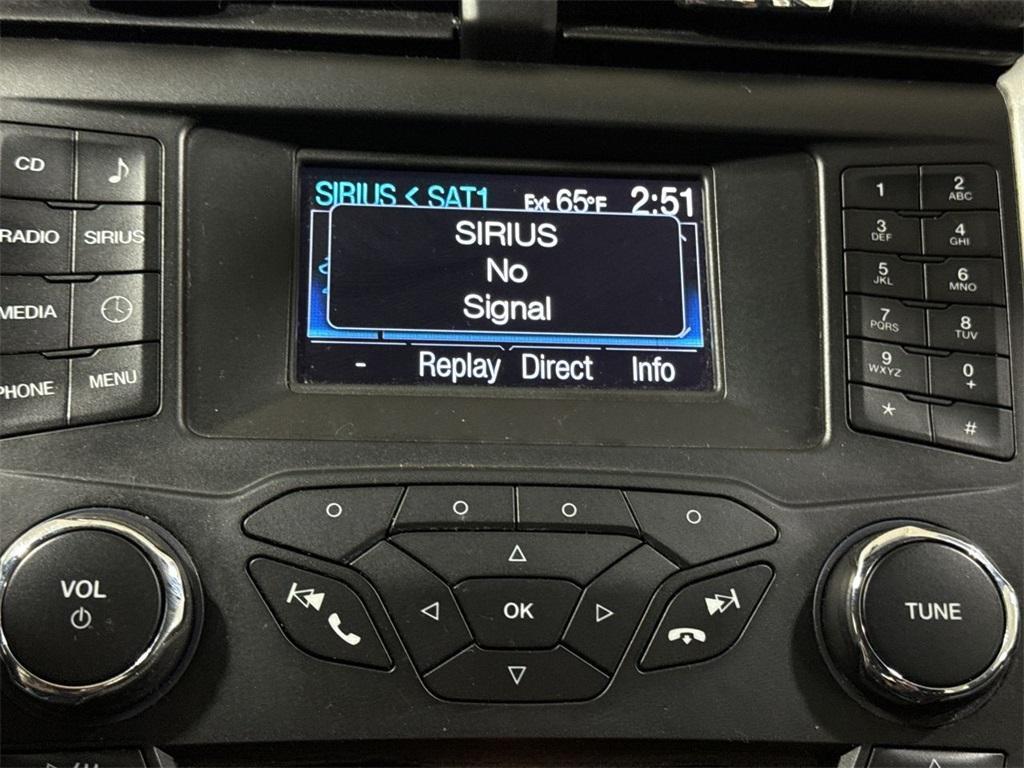 SIRIUS < SAT1 Ext 65°F 2:51
SIRIUS
No
Signal
- Replay Direct Info
CD
RADIO SIRIUS
MEDIA
PHONE MENU
1 2 ABC
3 DEF 4 GHI
5 JKL 6 MNO
7 PQRS 8 TUV
9 WXYZ 0 +
* #
VOL
OK
TUNE